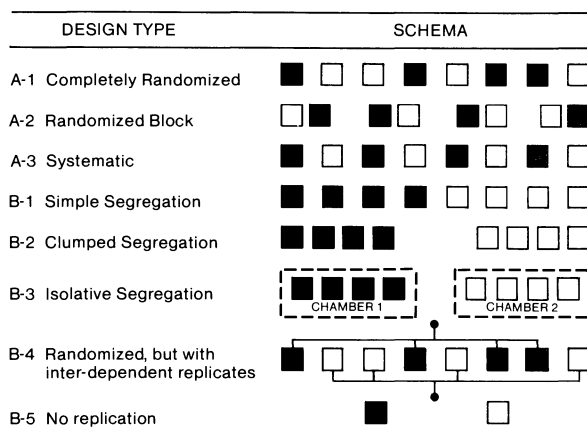 DESIGN TYPE SCHEMA
A-1 Completely Randomized
A-2 Randomized Block
A-3 Systematic
B-1 Simple Segregation
B-2 Clumped Segregation
B-3 Isolative Segregation
CHAMBER 1 CHAMBER 2
B-4 Randomized, but with
inter-dependent replicates
B-5 No replication